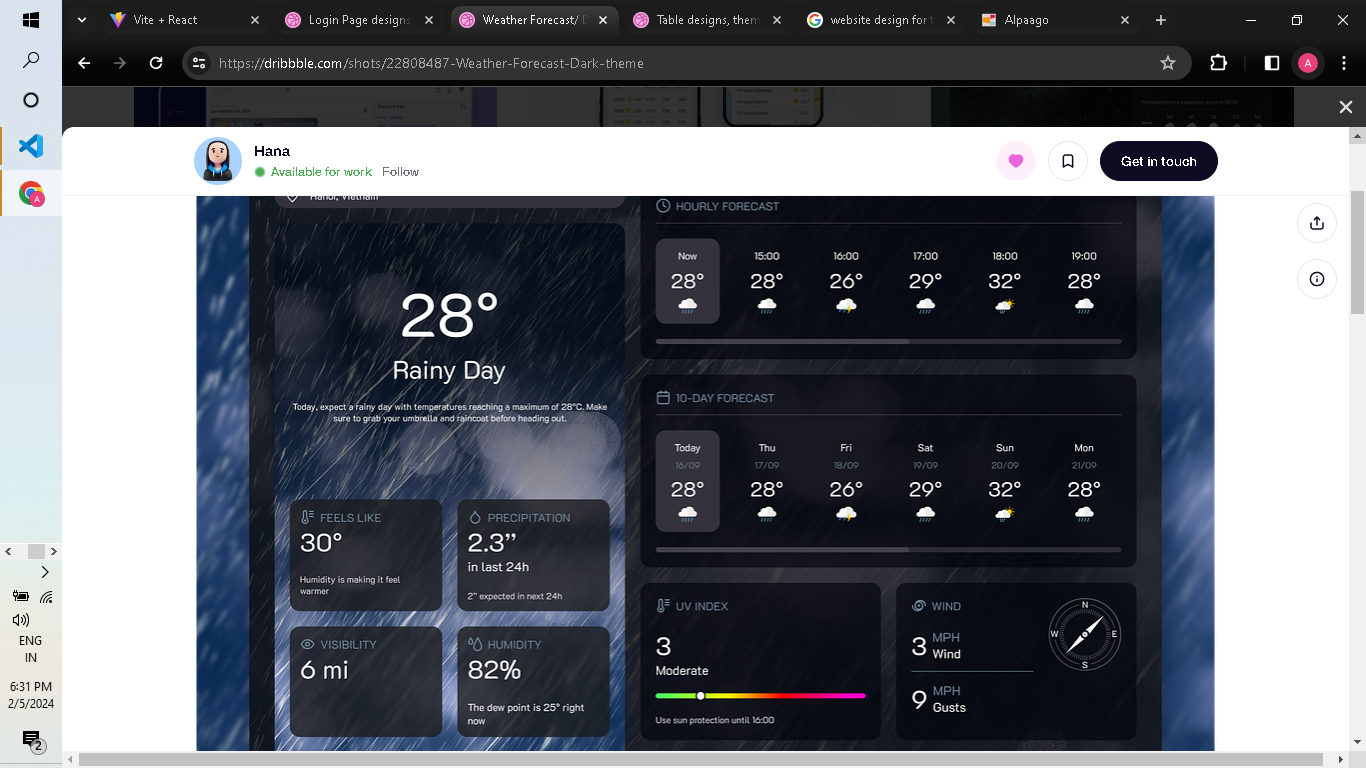 Vite + React
Login Page designs
Weather Forecast/ D
Table designs, them
website design for t
Alpaago
https://dribbble.com/shots/22808487-Weather-Forecast-Dark-theme
A
Hana
Available for work Follow
Get in touch
Hanoi, Vietnam
28°
Rainy Day
Today, expect a rainy day with temperatures reaching a maximum of 28°C. Make
sure to grab your umbrella and raincoat before heading out.
FEELS LIKE
30°
Humidity is making it feel
warmer
PRECIPITATION
2.3”
in last 24h
2" expected in next 24h
VISIBILITY
6 mi
HUMIDITY
82%
The dew point is 25° right
now
HOURLY FORECAST
Now 15:00 16:00 17:00 18:00 19:00
28° 28° 26° 29° 32° 28°
10-DAY FORECAST
Today Thu Fri Sat Sun Mon
16/09 17/09 18/09 19/09 20/09 21/09
28° 28° 26° 29° 32° 28°
UV INDEX
3
Moderate
Use sun protection until 16:00
WIND
3 MPH
Wind
9 MPH
Gusts
N
W E
S
A
ENG
IN
6:31 PM
2/5/2024
2